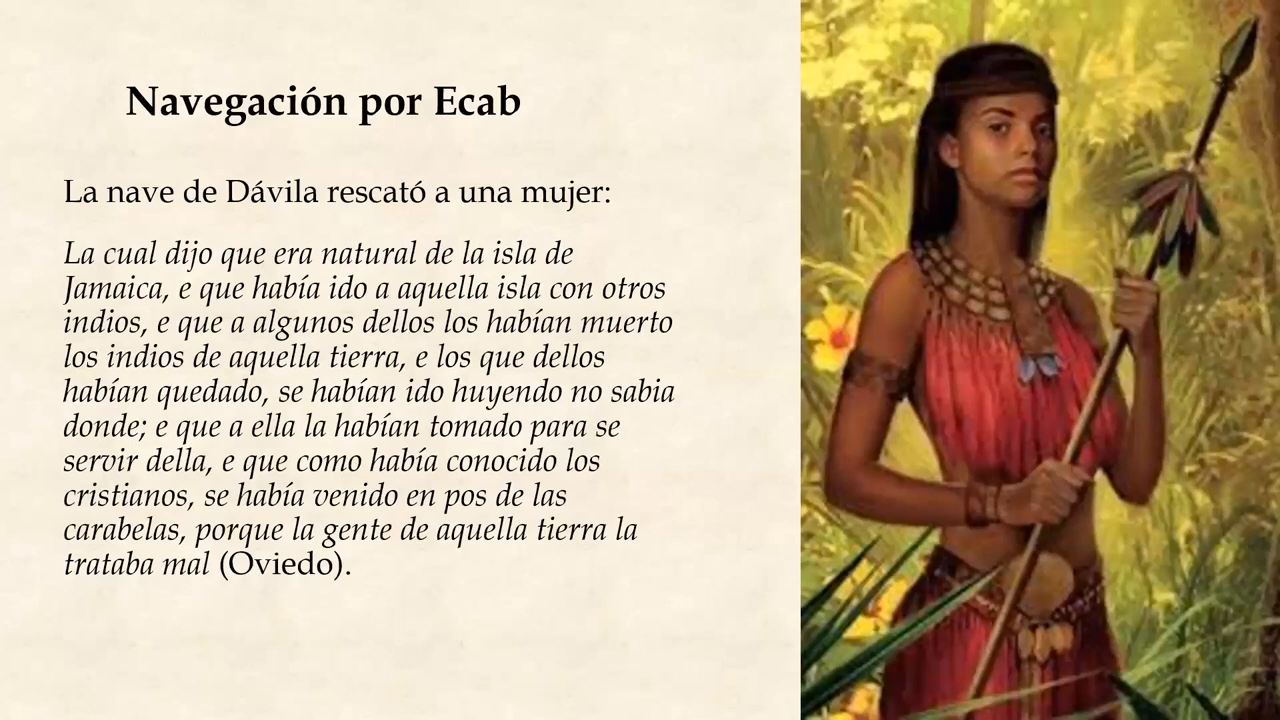 Navegación por Ecab
La nave de Dávila rescató a una mujer:
La cual dijo que era natural de la isla de
Jamaica, e que había ido a aquella isla con otros
indios, e que a algunos dellos los habían muerto
los indios de aquella tierra, e los que dellos
habían quedado, se habían ido huyendo no sabia
donde; e que a ella la habían tomado para se
servir della, e que como había conocido los
cristianos, se había venido en pos de las
carabelas, porque la gente de aquella tierra la
trataba mal (Oviedo).